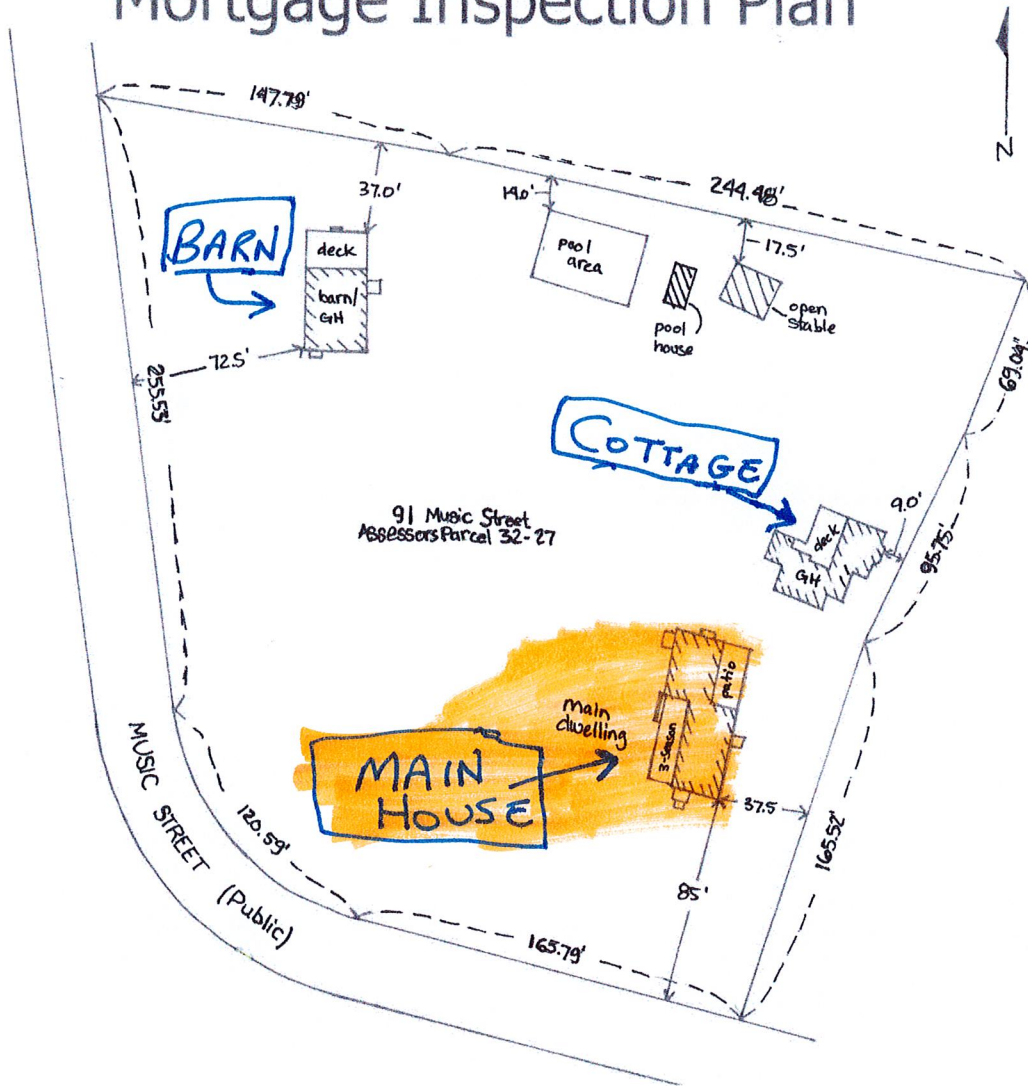 Mortgage Inspection Plan
147.79'
244.48'
N
37.0'
14.0'
17.5'
BARN
deck
barn/
GH
pool
area
pool
house
open
stable
72.5'
255.53'
69.04'
COTTAGE
91 Music Street
Assessors Parcel 32-27
9.0'
deck
GH
95.75'
main
dwelling
patio
3-Season
MAIN
HOUSE
37.5
165.52'
MUSIC STREET (Public)
120.59'
85'
165.79'